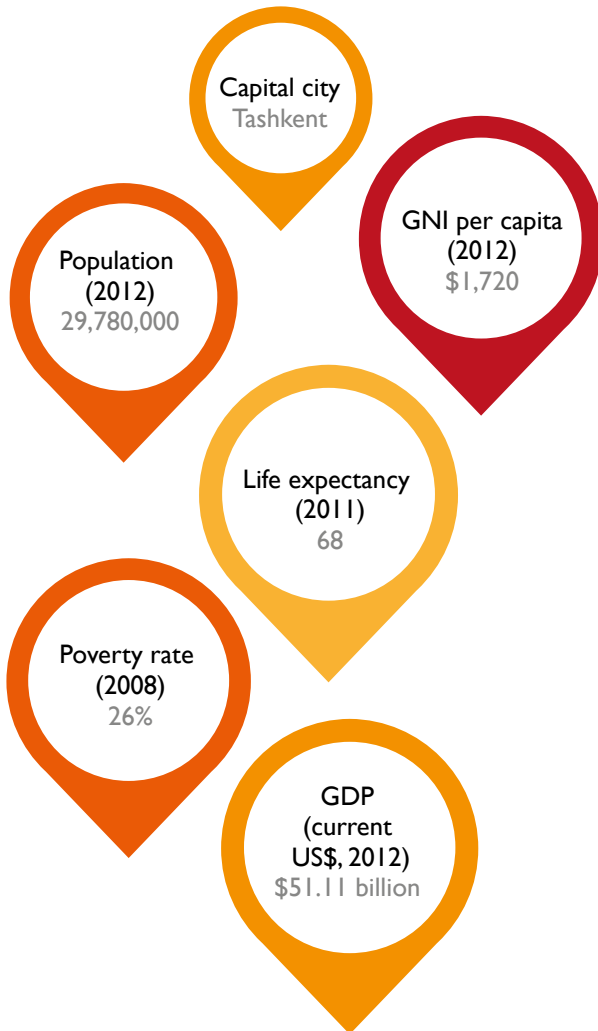 Capital city
Tashkent
GNI per capita
(2012)
$1,720
Population
(2012)
29,780,000
Life expectancy
(2011)
68
Poverty rate
(2008)
26%
GDP
(current
US$, 2012)
$51.11 billion